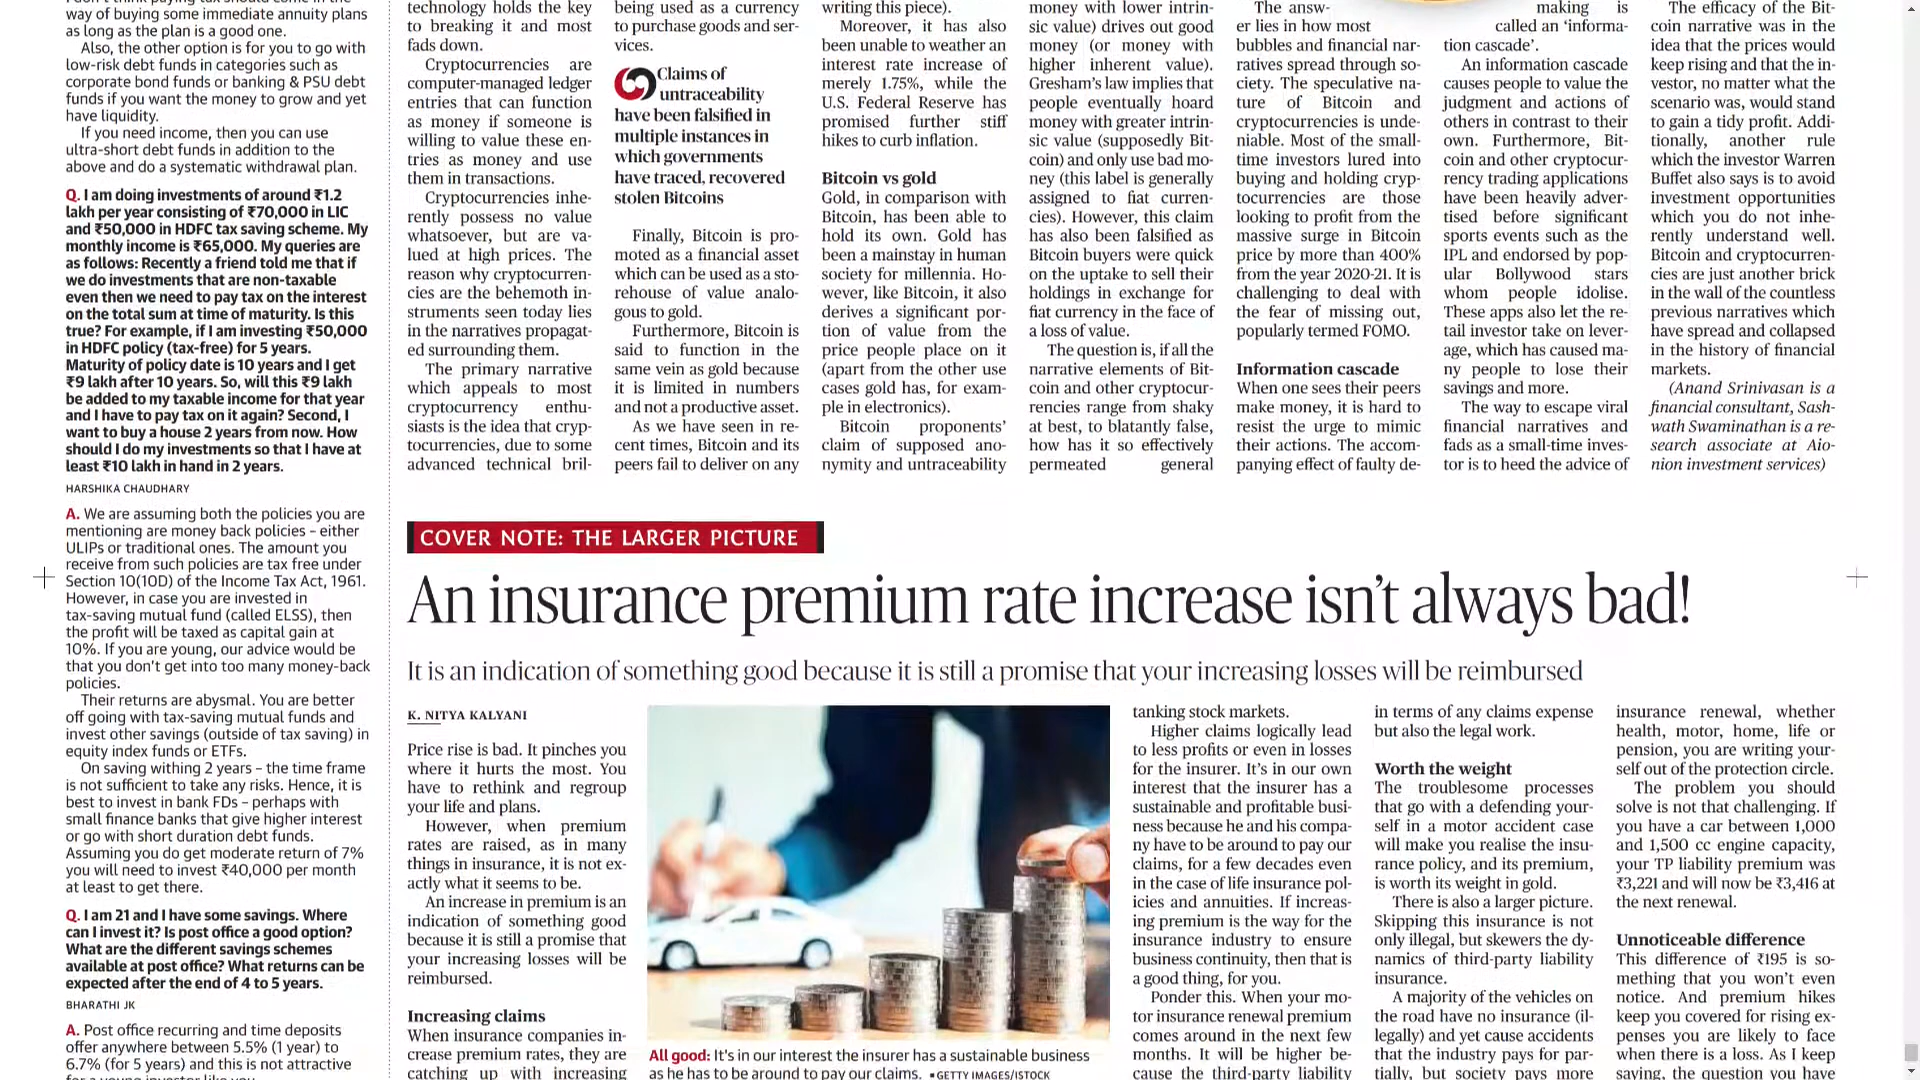 way of buying some immediate annuity plans
as long as the plan is a good one.
Also, the other option is for you to go with
low-risk debt funds in categories such as
corporate bond funds or banking & PSU debt
funds if you want the money to grow and yet
have liquidity.
If you need income, then you can use
ultra-short debt funds in addition to the
above and do a systematic withdrawal plan.
Q. I am doing investments of around ₹1.2
lakh per year consisting of ₹70,000 in LIC
and ₹50,000 in HDFC tax saving scheme. My
monthly income is ₹65,000. My queries are
as follows: Recently a friend told me that if
we do investments that are non-taxable
even then we need to pay tax on the interest
on the total sum at time of maturity. Is this
true? For example, if I am investing ₹50,000
in HDFC policy (tax-free) for 5 years.
Maturity of policy date is 10 years and I get
₹9 lakh after 10 years. So, will this ₹9 lakh
be added to my taxable income for that year
and I have to pay tax on it again? Second, I
want to buy a house 2 years from now. How
should I do my investments so that I have at
least ₹10 lakh in hand in 2 years.
HARSHIKA CHAUDHARY
A. We are assuming both the policies you are
mentioning are money back policies – either
ULIPs or traditional ones. The amount you
receive from such policies are tax free under
Section 10(10D) of the Income Tax Act, 1961.
However, in case you are invested in
tax-saving mutual fund (called ELSS), then
the profit will be taxed as capital gain at
10%. If you are young, our advice would be
that you don't get into too many money-back
policies.
Their returns are abysmal. You are better
off going with tax-saving mutual funds and
invest other savings (outside of tax saving) in
equity index funds or ETFs.
On saving withing 2 years – the time frame
is not sufficient to take any risks. Hence, it is
best to invest in bank FDs – perhaps with
small finance banks that give higher interest
or go with short duration debt funds.
Assuming you do get moderate return of 7%
you will need to invest ₹40,000 per month
at least to get there.
Q. I am 21 and I have some savings. Where
can I invest it? Is post office a good option?
What are the different savings schemes
available at post office? What returns can be
expected after the end of 4 to 5 years.
BHARATHI JK
A. Post office recurring and time deposits
offer anywhere between 5.5% (1 year) to
6.7% (for 5 years) and this is not attractive
technology holds the key
to breaking it and most
fads down.
Cryptocurrencies are
computer-managed ledger
entries that can function
as money if someone is
willing to value these en-
tries as money and use
them in transactions.
Cryptocurrencies inhe-
rently possess no value
whatsoever, but are va-
lued at high prices. The
reason why cryptocurren-
cies are the behemoth in-
struments seen today lies
in the narratives propagat-
ed surrounding them.
The primary narrative
which appeals to most
cryptocurrency enthu-
siasts is the idea that cryp-
tocurrencies, due to some
advanced technical bril-
being used as a currency
to purchase goods and ser-
vices.
Claims of
untraceability
have been falsified in
multiple instances in
which governments
have traced, recovered
stolen Bitcoins
Finally, Bitcoin is pro-
moted as a financial asset
which can be used as a sto-
rehouse of value analo-
gous to gold.
Furthermore, Bitcoin is
said to function in the
same vein as gold because
it is limited in numbers
and not a productive asset.
As we have seen in re-
cent times, Bitcoin and its
peers fail to deliver on any
writing this piece).
Moreover, it has also
been unable to weather an
interest rate increase of
merely 1.75%, while the
U.S. Federal Reserve has
promised further stiff
hikes to curb inflation.
Bitcoin vs gold
Gold, in comparison with
Bitcoin, has been able to
hold its own. Gold has
been a mainstay in human
society for millennia. Ho-
wever, like Bitcoin, it also
derives a significant por-
tion of value from the
price people place on it
(apart from the other use
cases gold has, for exam-
ple in electronics).
Bitcoin proponents'
claim of supposed ano-
nymity and untraceability
money with lower intrin-
sic value) drives out good
money (or money with
higher inherent value).
Gresham's law implies that
people eventually hoard
money with greater intrin-
sic value (supposedly Bit-
coin) and only use bad mo-
ney (this label is generally
assigned to fiat curren-
cies). However, this claim
has also been falsified as
Bitcoin buyers were quick
on the uptake to sell their
holdings in exchange for
fiat currency in the face of
a loss of value.
The question is, if all the
narrative elements of Bit-
coin and other cryptocur-
rencies range from shaky
at best, to blatantly false,
how has it so effectively
permeated general
The answ-
er lies in how most
bubbles and financial nar-
ratives spread through so-
ciety. The speculative na-
ture of Bitcoin and
cryptocurrencies is unde-
niable. Most of the small-
time investors lured into
buying and holding cryp-
tocurrencies are those
looking to profit from the
massive surge in Bitcoin
price by more than 400%
from the year 2020-21. It is
challenging to deal with
the fear of missing out,
popularly termed FOMO.
Information cascade
When one sees their peers
make money, it is hard to
resist the urge to mimic
their actions. The accom-
panying effect of faulty de-
making is
called an 'informa-
tion cascade'.
An information cascade
causes people to value the
judgment and actions of
others in contrast to their
own. Furthermore, Bit-
coin and other cryptocur-
rency trading applications
have been heavily adver-
tised before significant
sports events such as the
IPL and endorsed by pop-
ular Bollywood stars
whom people idolise.
These apps also let the re-
tail investor take on lever-
age, which has caused ma-
ny people to lose their
savings and more.
The way to escape viral
financial narratives and
fads as a small-time inves-
tor is to heed the advice of
The efficacy of the Bit-
coin narrative was in the
idea that the prices would
keep rising and that the in-
vestor, no matter what the
scenario was, would stand
to gain a tidy profit. Addi-
tionally, another rule
which the investor Warren
Buffet also says is to avoid
investment opportunities
which you do not inhe-
rently understand well.
Bitcoin and cryptocurren-
cies are just another brick
in the wall of the countless
previous narratives which
have spread and collapsed
in the history of financial
markets.
(Anand Srinivasan is a
financial consultant, Sash-
wath Swaminathan is a re-
search associate at Aio-
nion investment services)
COVER NOTE: THE LARGER PICTURE
An insurance premium rate increase isn't always bad!
It is an indication of something good because it is still a promise that your increasing losses will be reimbursed
K. NITYA KALYANI
Price rise is bad. It pinches you
where it hurts the most. You
have to rethink and regroup
your life and plans.
However, when premium
rates are raised, as in many
things in insurance, it is not ex-
actly what it seems to be.
An increase in premium is an
indication of something good
because it is still a promise that
your increasing losses will be
reimbursed.
Increasing claims
When insurance companies in-
crease premium rates, they are
catching up with increasing
All good: It's in our interest the insurer has a sustainable business
as he has to be around to pay our claims. ▪ GETTY IMAGES/ISTOCK
tanking stock markets.
Higher claims logically lead
to less profits or even in losses
for the insurer. It's in our own
interest that the insurer has a
sustainable and profitable busi-
ness because he and his compa-
ny have to be around to pay our
claims, for a few decades even
in the case of life insurance pol-
icies and annuities. If increas-
ing premium is the way for the
insurance industry to ensure
business continuity, then that is
a good thing, for you.
Ponder this. When your mo-
tor insurance renewal premium
comes around in the next few
months. It will be higher be-
cause the third-party liability
in terms of any claims expense
but also the legal work.
Worth the weight
The troublesome processes
that go with a defending your-
self in a motor accident case
will make you realise the insu-
rance policy, and its premium,
is worth its weight in gold.
There is also a larger picture.
Skipping this insurance is not
only illegal, but skewers the dy-
namics of third-party liability
insurance.
A majority of the vehicles on
the road have no insurance (il-
legally) and yet cause accidents
that the industry pays for par-
tially, but society pays more
insurance renewal, whether
health, motor, home, life or
pension, you are writing your-
self out of the protection circle.
The problem you should
solve is not that challenging. If
you have a car between 1,000
and 1,500 cc engine capacity,
your TP liability premium was
₹3,221 and will now be ₹3,416 at
the next renewal.
Unnoticeable difference
This difference of ₹195 is so-
mething that you won't even
notice. And premium hikes
keep you covered for rising ex-
penses you are likely to face
when there is a loss. As I keep
saying, the question you have